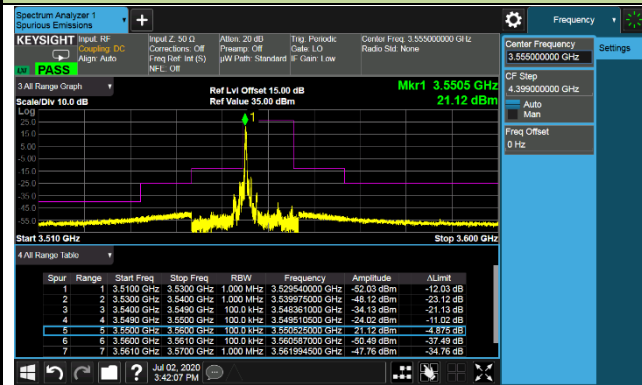 Spectrum Analyzer 1
Spurious Emissions
+
Frequency
KEYSIGHT
Input: RF
Coupling: DC
Align: Auto
Input Z: 50 Ω
Corrections: Off
Freq Ref: Int (S)
NFE: Off
Atten: 20 dB
Preamp: Off
µW Path: Standard
Trig: Periodic
Gate: LO
IF Gain: Low
Center Freq: 3.555000000 GHz
Radio Std: None
PASS
Center Frequency
3.555000000 GHz
Settings
CF Step
4.399000000 GHz
Auto
Man
Freq Offset
0 Hz
3 All Range Graph
Scale/Div 10.0 dB
Ref Lvl Offset 15.00 dB
Ref Value 35.00 dBm
Mkr1 3.5505 GHz
21.12 dBm
Log
25.0
15.0
5.00
-5.00
-15.0
-25.0
-35.0
-45.0
-55.0
1
Start 3.510 GHz
Stop 3.600 GHz
4 All Range Table
Spur Range Start Freq Stop Freq RBW Frequency Amplitude ΔLimit
1 1 3.5100 GHz 3.5300 GHz 1.000 MHz 3.529540000 GHz -52.03 dBm -12.03 dB
2 2 3.5300 GHz 3.5400 GHz 1.000 MHz 3.539975000 GHz -48.12 dBm -23.12 dB
3 3 3.5400 GHz 3.5490 GHz 100.0 kHz 3.548361000 GHz -34.13 dBm -21.13 dB
4 4 3.5490 GHz 3.5500 GHz 100.0 kHz 3.549510500 GHz -24.02 dBm -11.02 dB
5 5 3.5500 GHz 3.5600 GHz 100.0 kHz 3.550525000 GHz 21.12 dBm -4.875 dB
6 6 3.5600 GHz 3.5610 GHz 100.0 kHz 3.560587000 GHz -50.49 dBm -37.49 dB
7 7 3.5610 GHz 3.5700 GHz 1.000 MHz 3.561994500 GHz -47.76 dBm -34.76 dB
?
Jul 02, 2020
3:42:07 PM